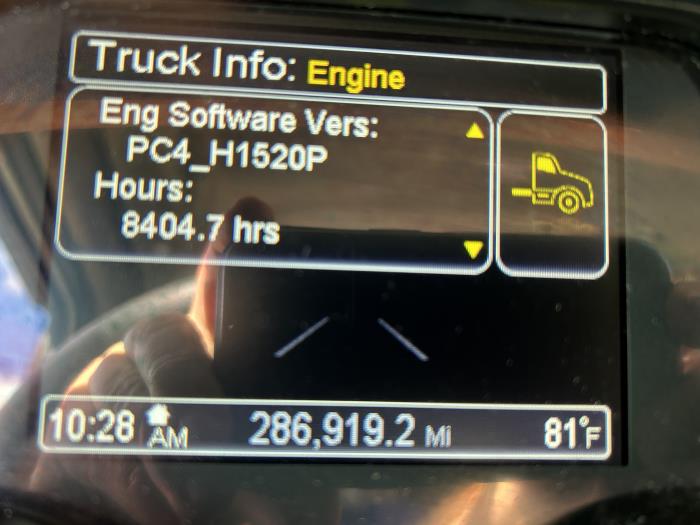 Truck Info: Engine
Eng Software Vers:
PC4_H1520P
Hours:
8404.7 hrs
10:28 AM 286,919.2 Mi 81°F